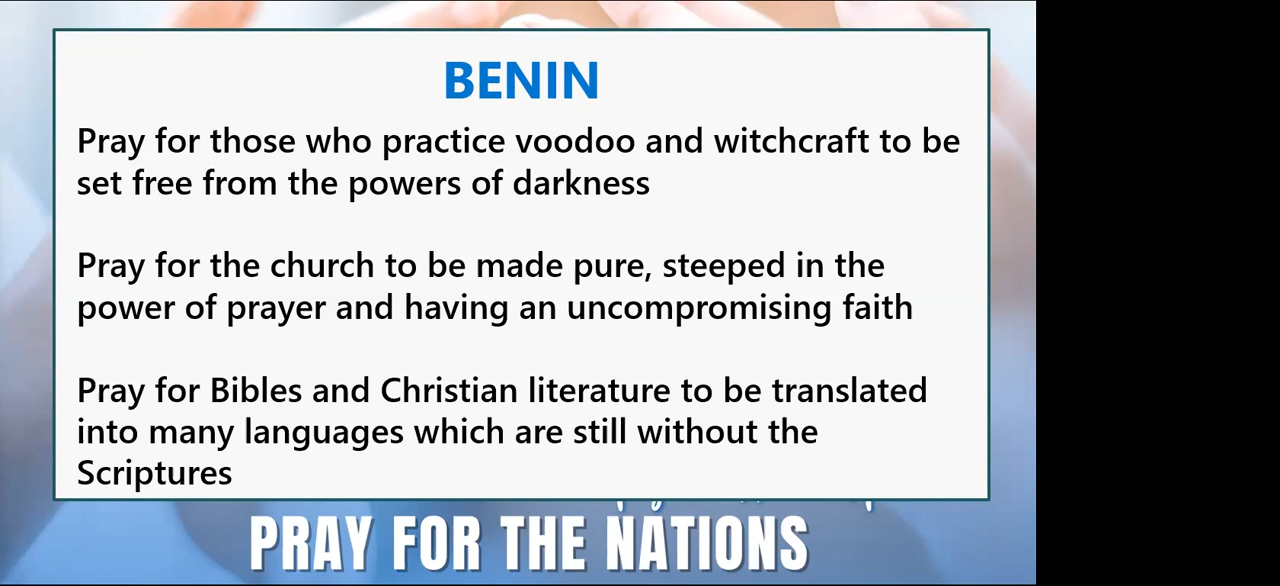 BENIN
Pray for those who practice voodoo and witchcraft to be
set free from the powers of darkness
Pray for the church to be made pure, steeped in the
power of prayer and having an uncompromising faith
Pray for Bibles and Christian literature to be translated
into many languages which are still without the
Scriptures
PRAY FOR THE NATIONS